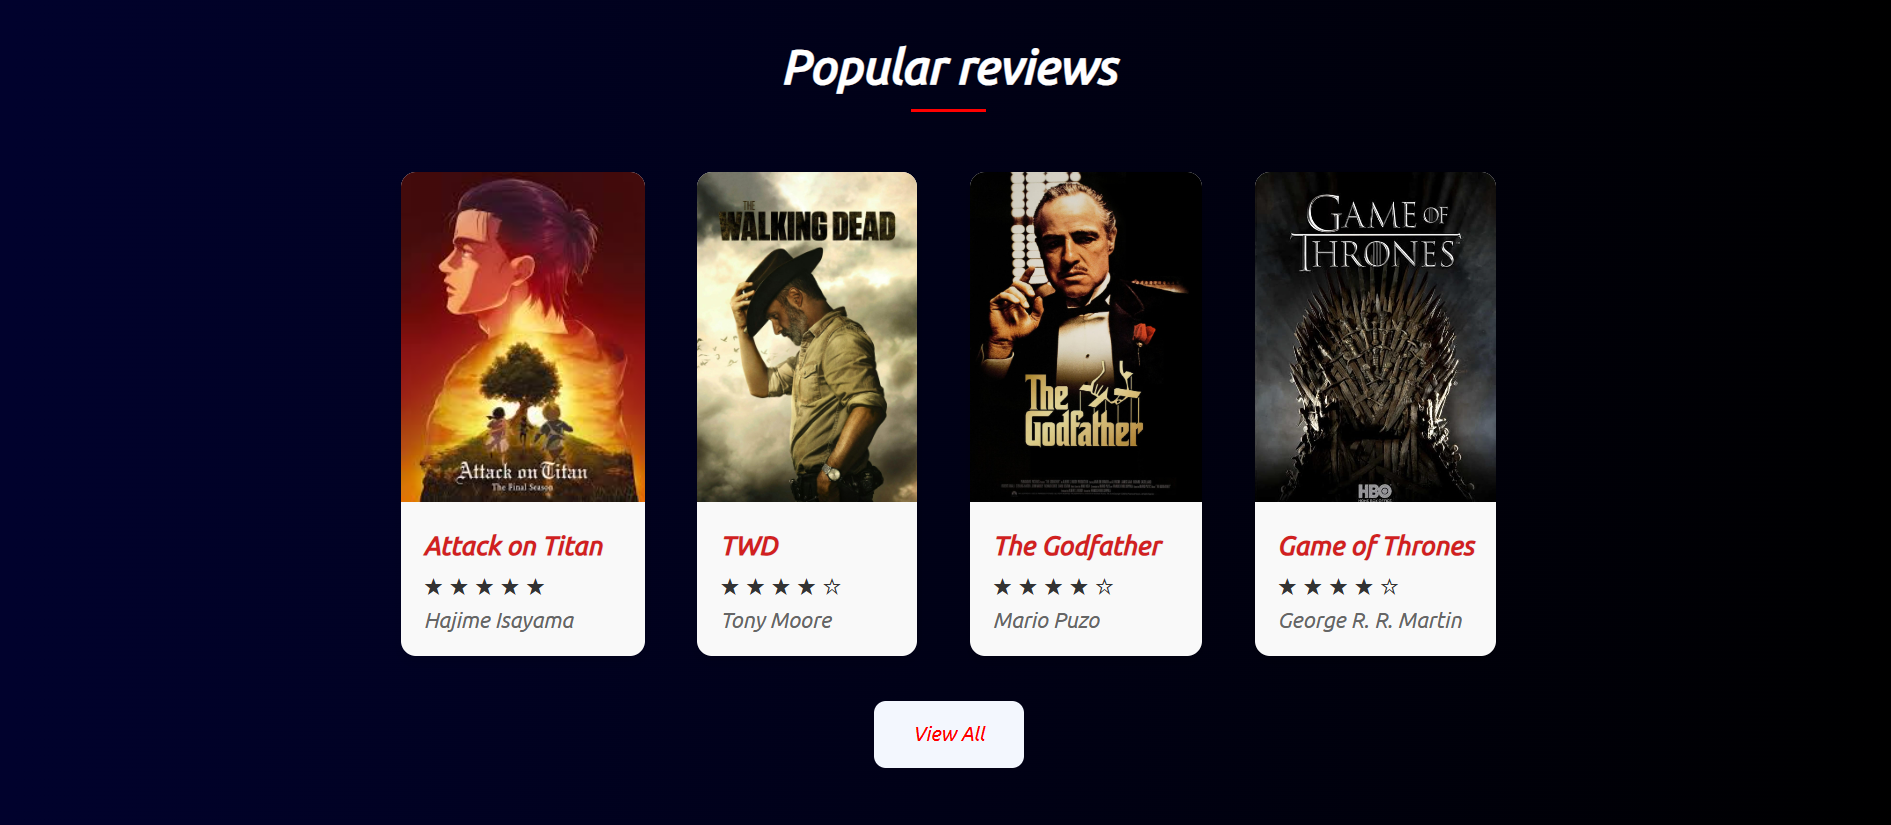 Popular reviews
Attack on Titan
The Final Season
THE
WALKING DEAD
The
Godfather
GAME OF
THRONES
HBO
Attack on Titan
★ ★ ★ ★ ★
Hajime Isayama
TWD
★ ★ ★ ★ ☆
Tony Moore
The Godfather
★ ★ ★ ★ ☆
Mario Puzo
Game of Thrones
★ ★ ★ ★ ☆
George R. R. Martin
View All